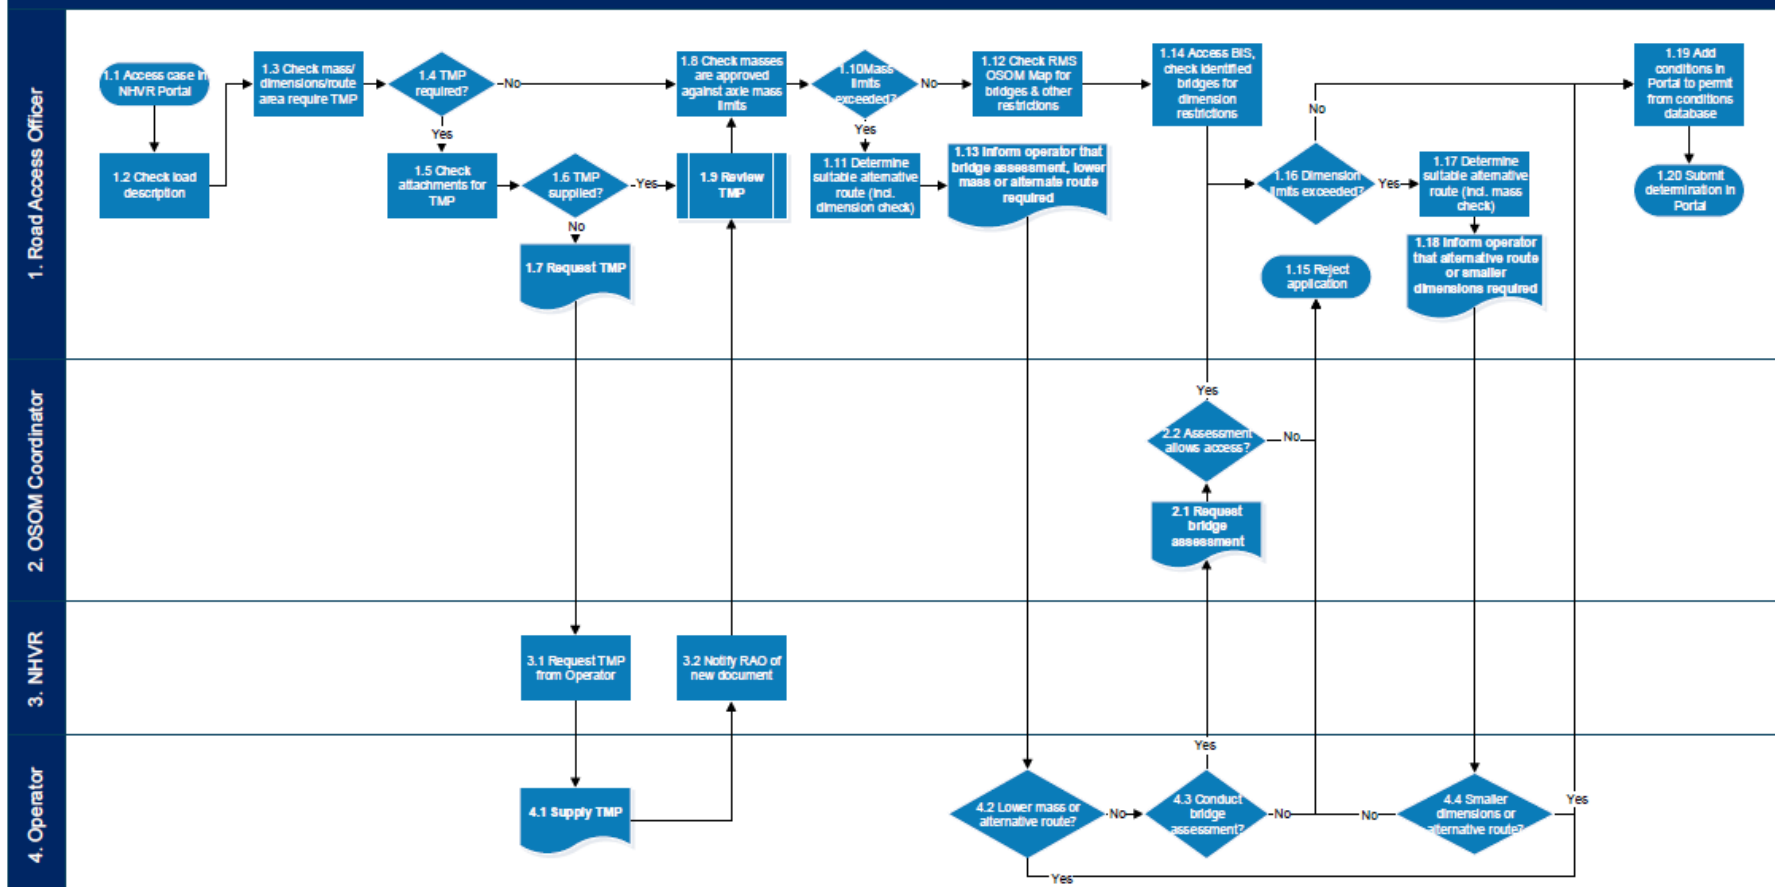 1. Road Access Officer
1.1 Access case in
NHVR Portal
1.2 Check load
description
1.3 Check mass/
dimensions/route
area require TMP
1.4 TMP
required?
No
Yes
1.5 Check
attachments for
TMP
1.6 TMP
supplied?
Yes
No
1.7 Request TMP
1.8 Check masses
are approved
against axle mass
limits
1.9 Review
TMP
1.10Mass
limits
exceeded?
No
Yes
1.11 Determine
suitable alternative
route (incl.
dimension check)
1.12 Check RMS
OSOM Map for
bridges & other
restrictions
1.13 Inform operator that
bridge assessment, lower
mass or alternate route
required
1.14 Access BIS,
check identified
bridges for
dimension
restrictions
1.15 Reject
application
No
1.16 Dimension
limits exceeded?
Yes
1.17 Determine
suitable alternative
route (incl. mass
check)
1.18 Inform operator
that alternative route
or smaller
dimensions required
1.19 Add
conditions in
Portal to permit
from conditions
database
1.20 Submit
determination in
Portal
2. OSOM Coordinator
Yes
2.2 Assessment
allows access?
No
2.1 Request
bridge
assessment
3. NHVR
3.1 Request TMP
from Operator
3.2 Notify RAO of
new document
4. Operator
4.1 Supply TMP
4.2 Lower mass or
alternative route?
No
Yes
Yes
4.3 Conduct
bridge
assessment?
No
No
4.4 Smaller
dimensions or
alternative route?
Yes